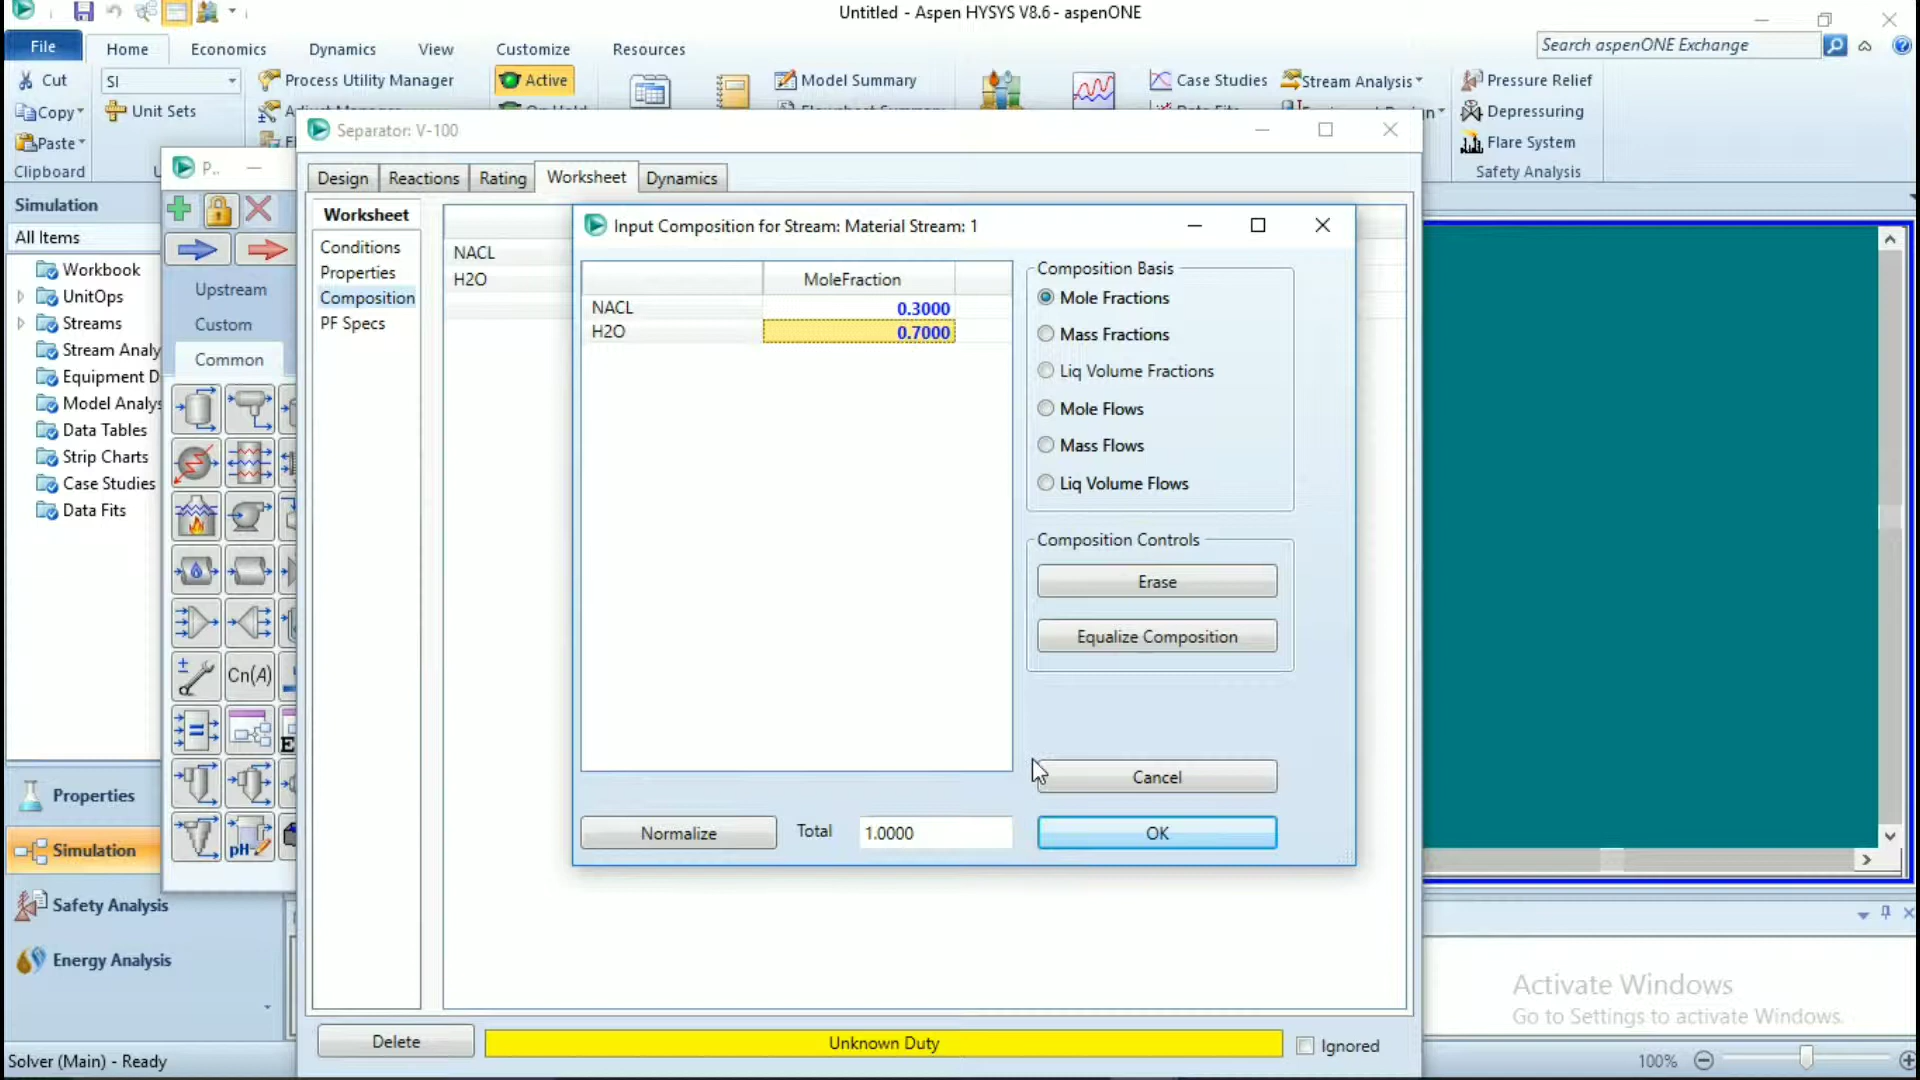 Untitled - Aspen HYSYS V8.6 - aspenONE
File
Home
Economics
Dynamics
View
Customize
Resources
Search aspenONE Exchange
Cut
Copy
Paste
Clipboard
SI
Unit Sets
Process Utility Manager
Active
Model Summary
Case Studies
Stream Analysis
Pressure Relief
Depressuring
Flare System
Safety Analysis
Simulation
All Items
Workbook
UnitOps
Streams
Stream Analy
Equipment D
Model Analys
Data Tables
Strip Charts
Case Studies
Data Fits
Properties
Simulation
Safety Analysis
Energy Analysis
Solver (Main) - Ready
P..
Upstream
Custom
Common
Cn(A)
E
pH
Separator: V-100
Design
Reactions
Rating
Worksheet
Dynamics
Worksheet
Conditions
Properties
Composition
PF Specs
NACL
H2O
Input Composition for Stream: Material Stream: 1
MoleFraction
NACL 0.3000
H2O 0.7000
Composition Basis
Mole Fractions
Mass Fractions
Liq Volume Fractions
Mole Flows
Mass Flows
Liq Volume Flows
Composition Controls
Erase
Equalize Composition
Cancel
Normalize
Total
1.0000
OK
Delete
Unknown Duty
Ignored
Activate Windows
Go to Settings to activate Windows.
100%